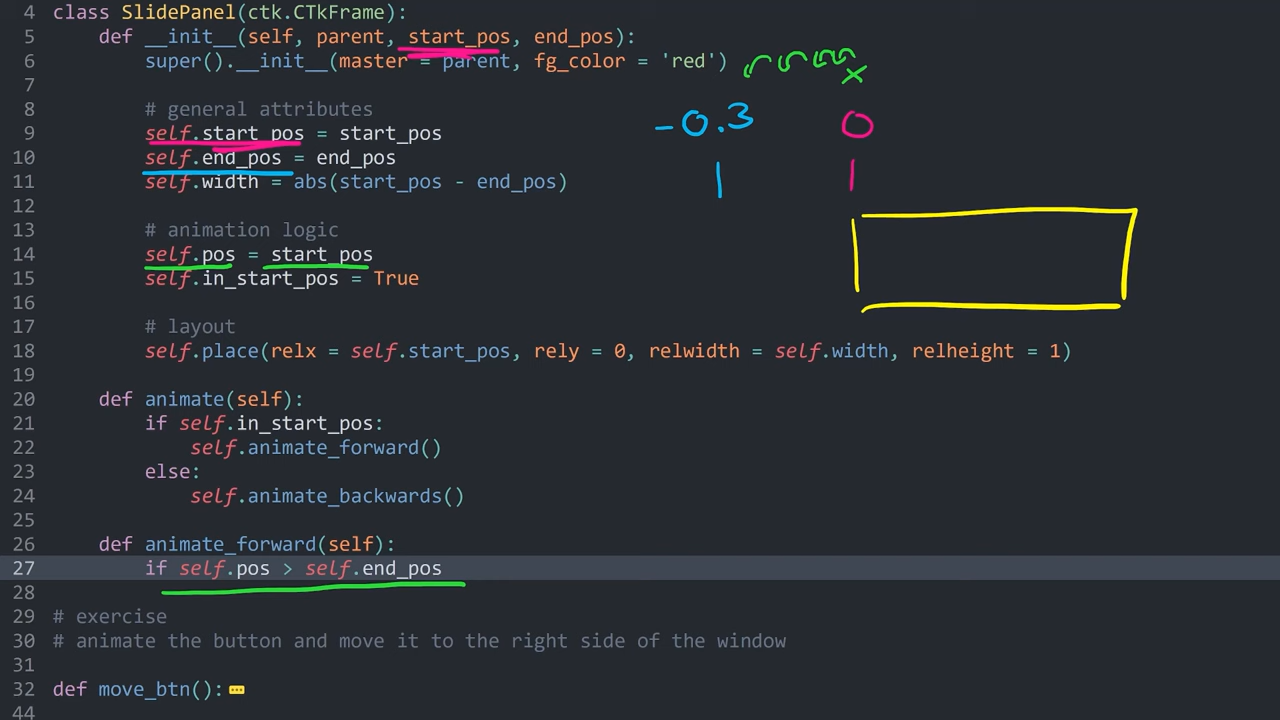 4 class SlidePanel(ctk.CTkFrame):
5 def __init__(self, parent, start_pos, end_pos):
6 super().__init__(master = parent, fg_color = 'red')
7
8 # general attributes
9 self.start_pos = start_pos
-0.3 0
10 self.end_pos = end_pos
11 self.width = abs(start_pos - end_pos)
12
13 # animation logic
14 self.pos = start_pos
15 self.in_start_pos = True
16
17 # layout
18 self.place(relx = self.start_pos, rely = 0, relwidth = self.width, relheight = 1)
19
20 def animate(self):
21 if self.in_start_pos:
22 self.animate_forward()
23 else:
24 self.animate_backwards()
25
26 def animate_forward(self):
27 if self.pos > self.end_pos
28
29 # exercise
30 # animate the button and move it to the right side of the window
31
32 def move_btn():
44